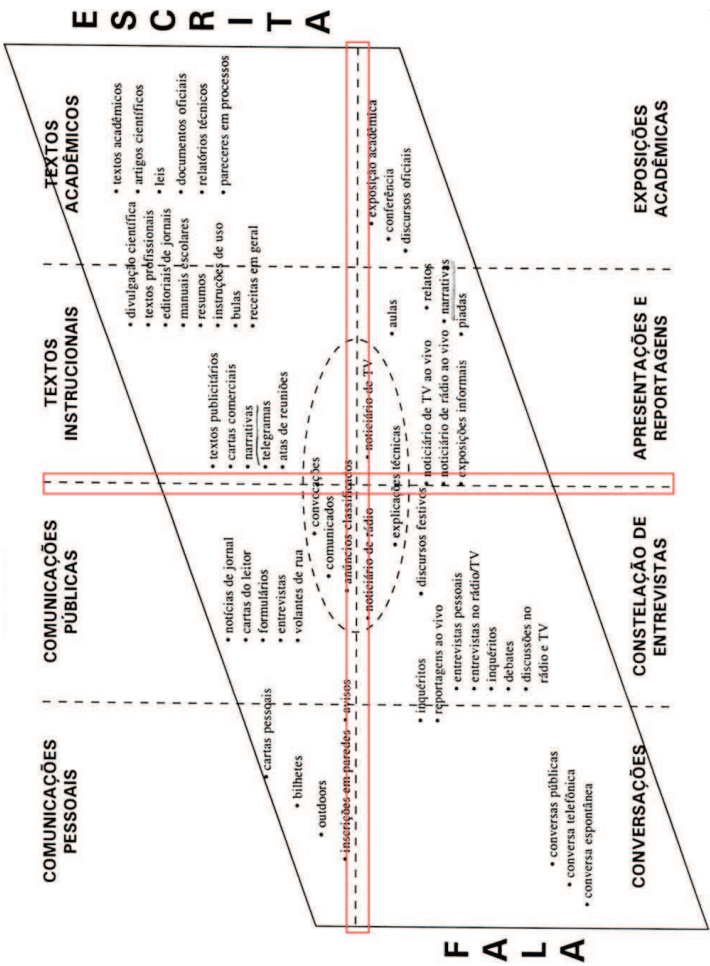 COMUNICAÇÕES
PESSOAIS
COMUNICAÇÕES
PÚBLICAS
TEXTOS
INSTRUCIONAIS
TEXTOS
ACADÊMICOS
ESCRITA
• cartas pessoais
• bilhetes
• outdoors
• inscrições em paredes
• avisos
• notícias de jornal
• cartas do leitor
• formulários
• entrevistas
• volantes de rua
• textos publicitários
• cartas comerciais
• narrativas
• telegramas
• atas de reuniões
• divulgação científica
• textos profissionais
• editoriais de jornais
• manuais escolares
• resumos
• instruções de uso
• bulas
• receitas em geral
• textos acadêmicos
• artigos científicos
• leis
• documentos oficiais
• relatórios técnicos
• pareceres em processos
• convocações
• comunicados
• anúncios classificados
• noticiário de rádio
• noticiário de TV
• explicações técnicas
FALA
• conversas públicas
• conversa telefônica
• conversa espontânea
• inquéritos
• reportagens ao vivo
• entrevistas pessoais
• entrevistas no rádio/TV
• inquéritos
• debates
• discussões no
rádio e TV
• discursos festivos
• noticiário de TV ao vivo
• noticiário de rádio ao vivo
• exposições informais
• aulas
• relatos
• narrativas
• piadas
• exposição acadêmica
• conferência
• discursos oficiais
CONVERSAÇÕES
CONSTELAÇÃO DE
ENTREVISTAS
APRESENTAÇÕES E
REPORTAGENS
EXPOSIÇÕES
ACADÊMICAS